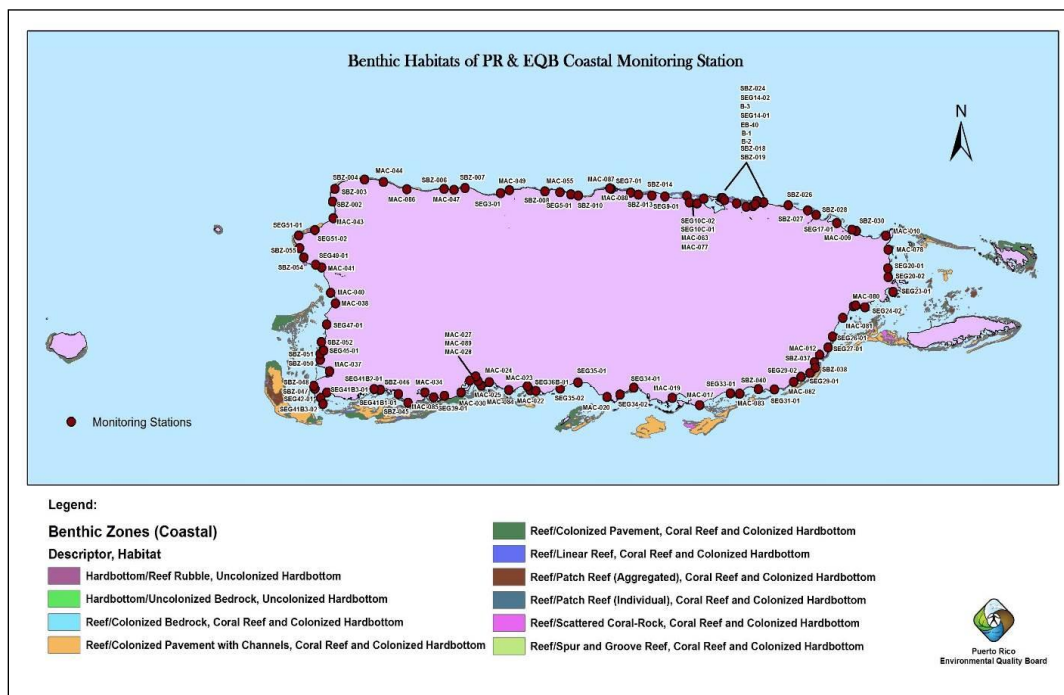 Benthic Habitats of PR & EQB Coastal Monitoring Station
SBZ-024
SEG14-02
B-3
SEG14-01
EB-40
B-1
B-2
SBZ-018
SBZ-019
N
SBZ-004
MAC-044
SBZ-003
SBZ-002
MAC-086
SBZ-006
MAC-047
SBZ-007
SEG3-01
MAC-049
SBZ-008
MAC-055
SEG5-01
SBZ-010
MAC-087
SEG7-01
MAC-088
SBZ-013
SBZ-014
SEG9-01
SEG10C-02
SEG10C-01
MAC-063
MAC-077
SBZ-026
SBZ-027
SBZ-028
SEG17-01
MAC-009
SBZ-030
MAC-010
MAC-078
SEG20-01
SEG20-02
SEG23-01
MAC-080
SEG24-02
MAC-081
SEG26-01
SEG27-01
MAC-012
SBZ-037
SBZ-038
SEG29-02
SEG29-01
MAC-082
SEG31-01
SBZ-040
MAC-083
SEG33-01
MAC-017
MAC-019
SEG34-01
SEG34-02
MAC-020
SEG35-01
SEG35-02
SEG36B-01
MAC-022
MAC-023
MAC-084
MAC-024
MAC-025
MAC-030
MAC-027
MAC-089
MAC-028
SEG39-01
MAC-034
MAC-085
SBZ-046
SBZ-045
SEG41B2-01
SEG41B1-01
SEG41B3-01
SEG41B3-02
SEG42-01
SBZ-047
SBZ-048
MAC-037
SBZ-050
SBZ-051
SEG45-01
SBZ-052
SEG47-01
MAC-038
MAC-040
MAC-041
SEG49-01
SBZ-054
SBZ-055
SEG51-02
SEG51-01
MAC-043
Monitoring Stations
Legend:
Benthic Zones (Coastal)
Descriptor, Habitat
Hardbottom/Reef Rubble, Uncolonized Hardbottom
Hardbottom/Uncolonized Bedrock, Uncolonized Hardbottom
Reef/Colonized Bedrock, Coral Reef and Colonized Hardbottom
Reef/Colonized Pavement with Channels, Coral Reef and Colonized Hardbottom
Reef/Colonized Pavement, Coral Reef and Colonized Hardbottom
Reef/Linear Reef, Coral Reef and Colonized Hardbottom
Reef/Patch Reef (Aggregated), Coral Reef and Colonized Hardbottom
Reef/Patch Reef (Individual), Coral Reef and Colonized Hardbottom
Reef/Scattered Coral-Rock, Coral Reef and Colonized Hardbottom
Reef/Spur and Groove Reef, Coral Reef and Colonized Hardbottom
Puerto Rico
Environmental Quality Board